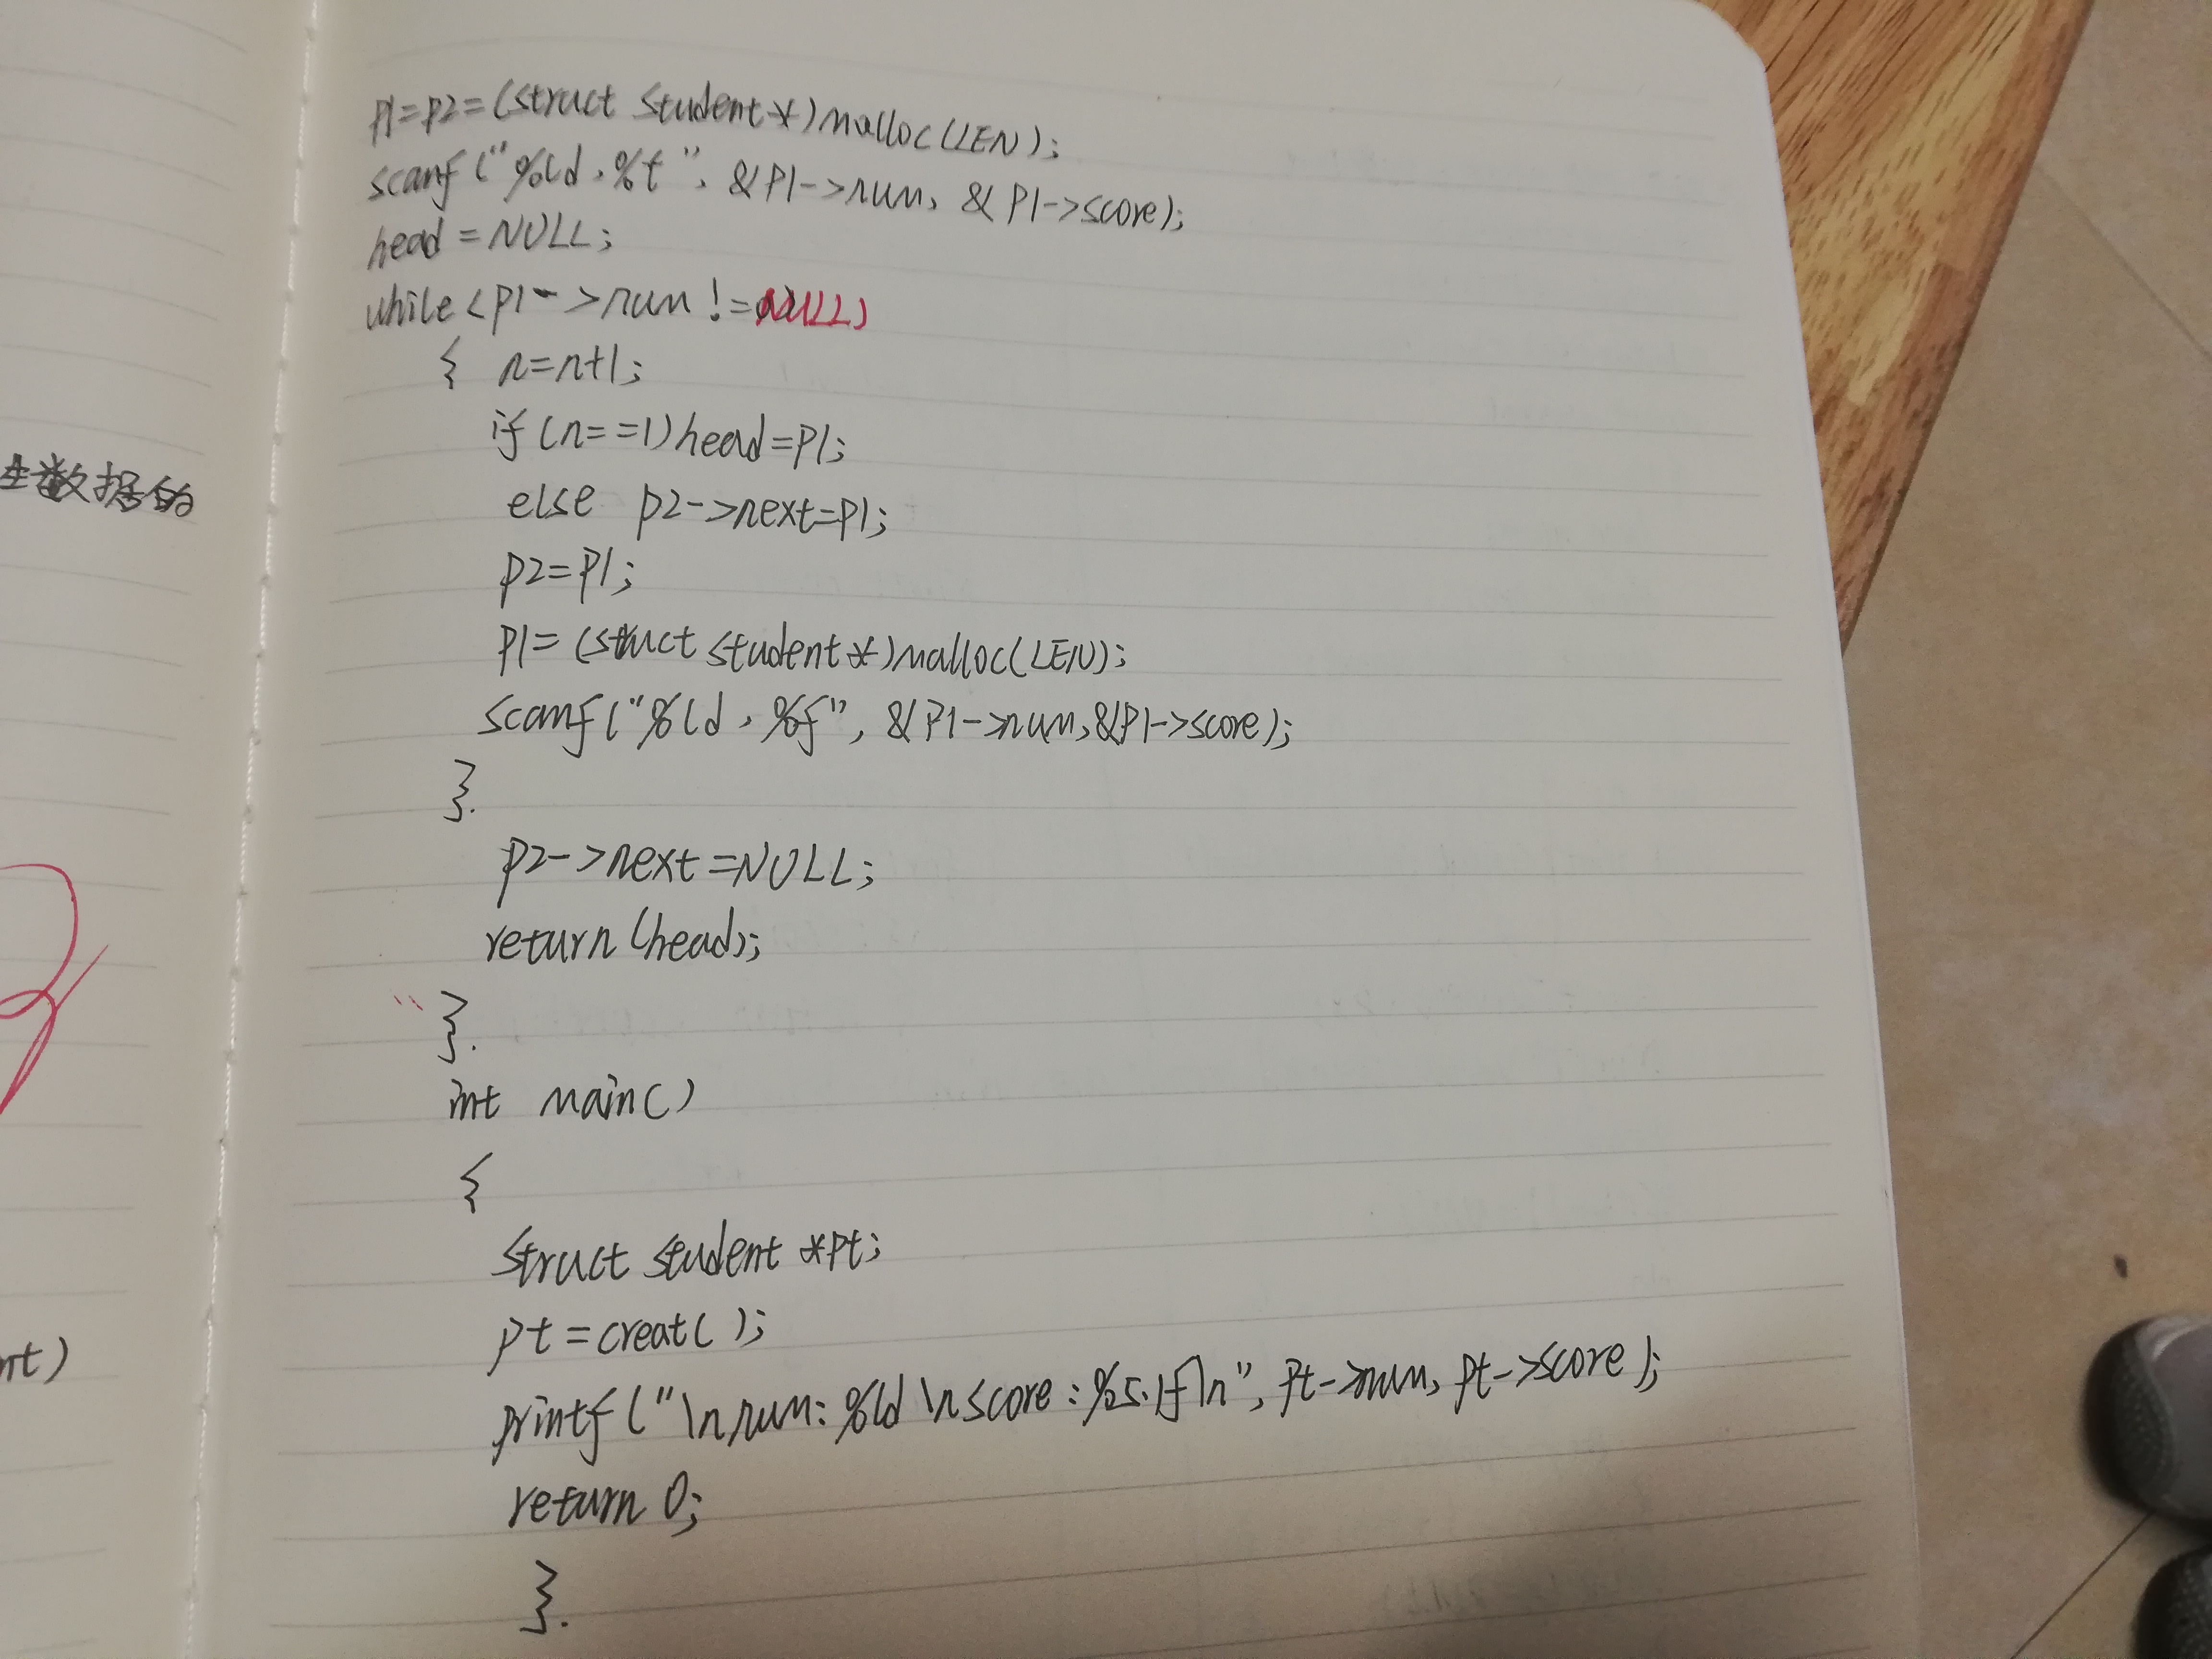 生数据的
nt)
p1=p2=(struct student*)malloc(LEN);
scanf("%ld,%t",&p1->num,&p1->score);
head=NULL;
while(p1->num!=NULL)
{ n=n+1;
if(n==1)head=p1;
else p2->next=p1;
p2=p1;
p1=(struct student*)malloc(LEN);
scanf("%ld,%f",&p1->num,&p1->score);
}.
p2->next=NULL;
return(head);
}.
int main()
{
struct student *pt;
pt=creat();
printf("\nnum:%ld\nscore:%5.1f\n",pt->num,pt->score);
return 0;
}.